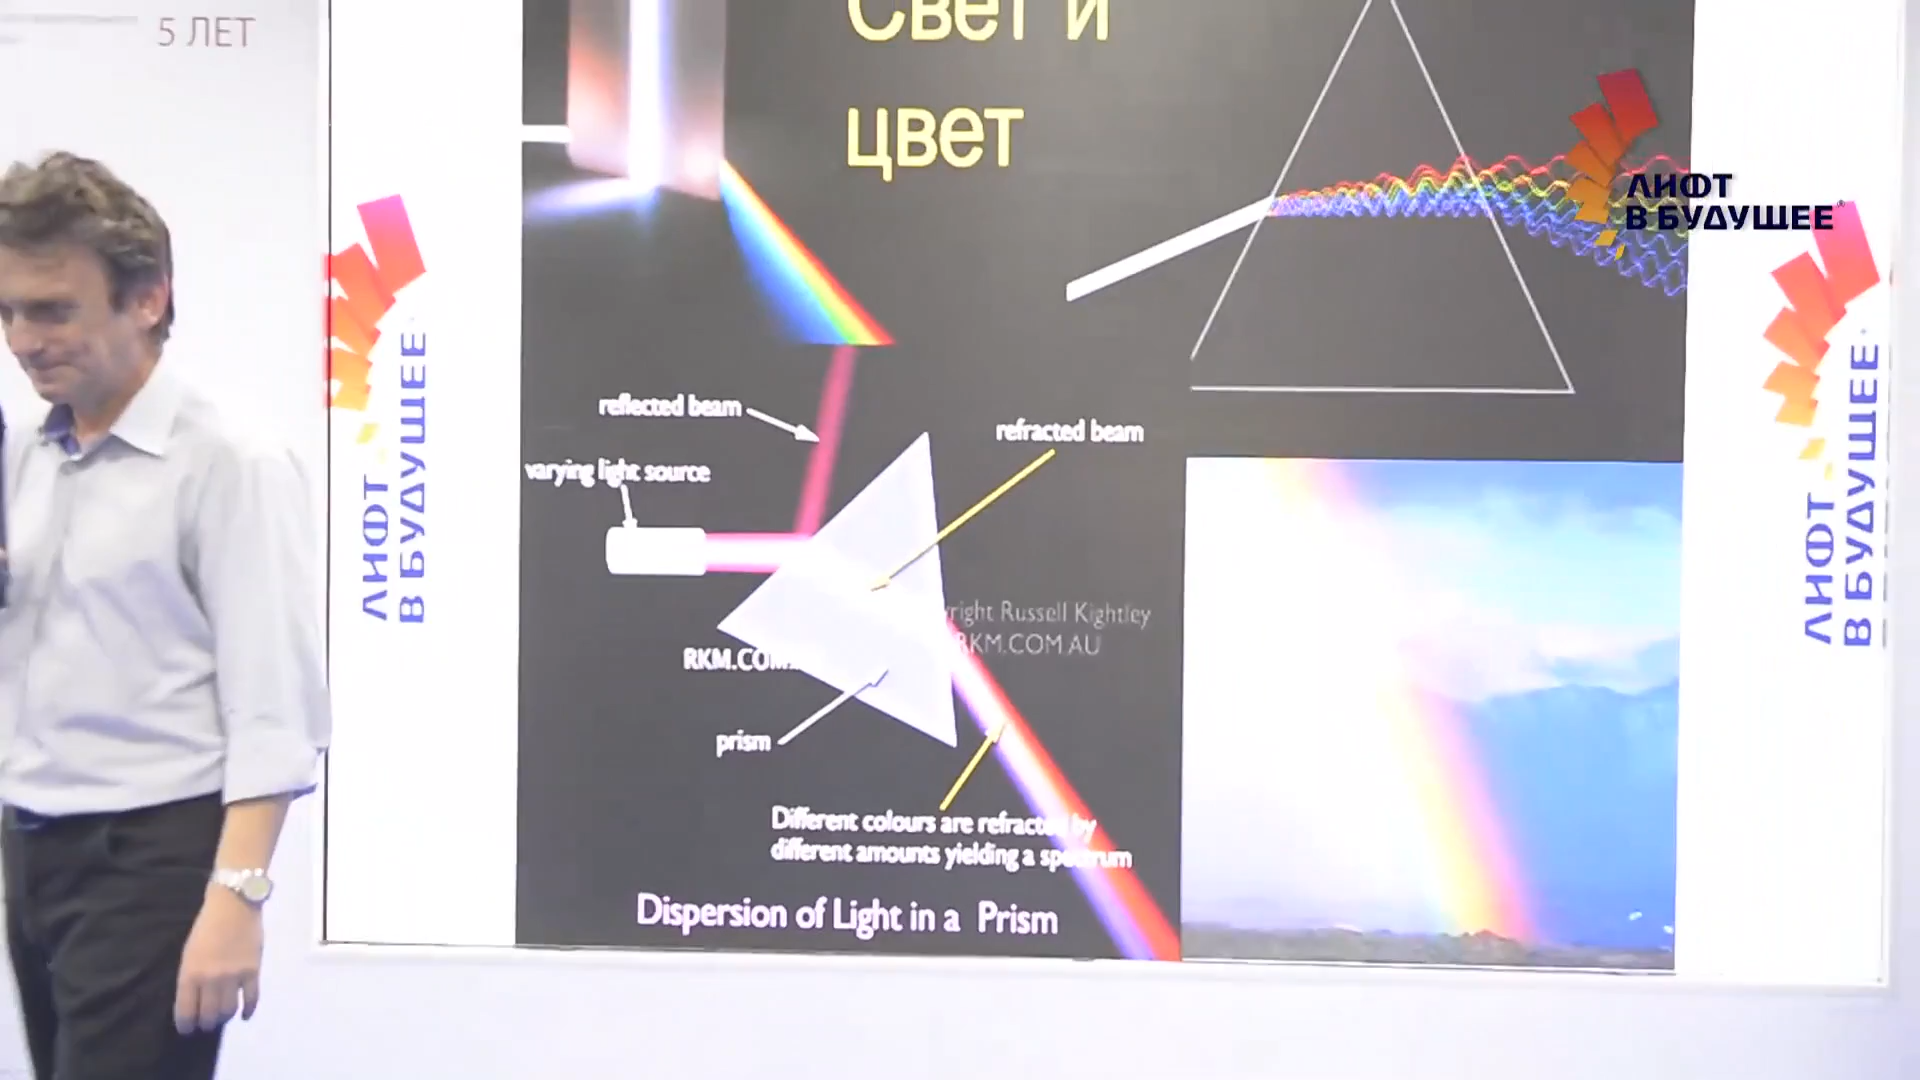 5 ЛЕТ
Свет и
цвет
ЛИФТ
В БУДУЩЕЕ
ЛИФТ
В БУДУЩЕЕ
reflected beam
refracted beam
varying light source
right Russell Kightley
RKM.COM.AU
RKM.COM.
prism
Different colours are refracted by
different amounts yielding a spectrum
Dispersion of Light in a Prism
ЛИФТ
В БУДУЩЕЕ